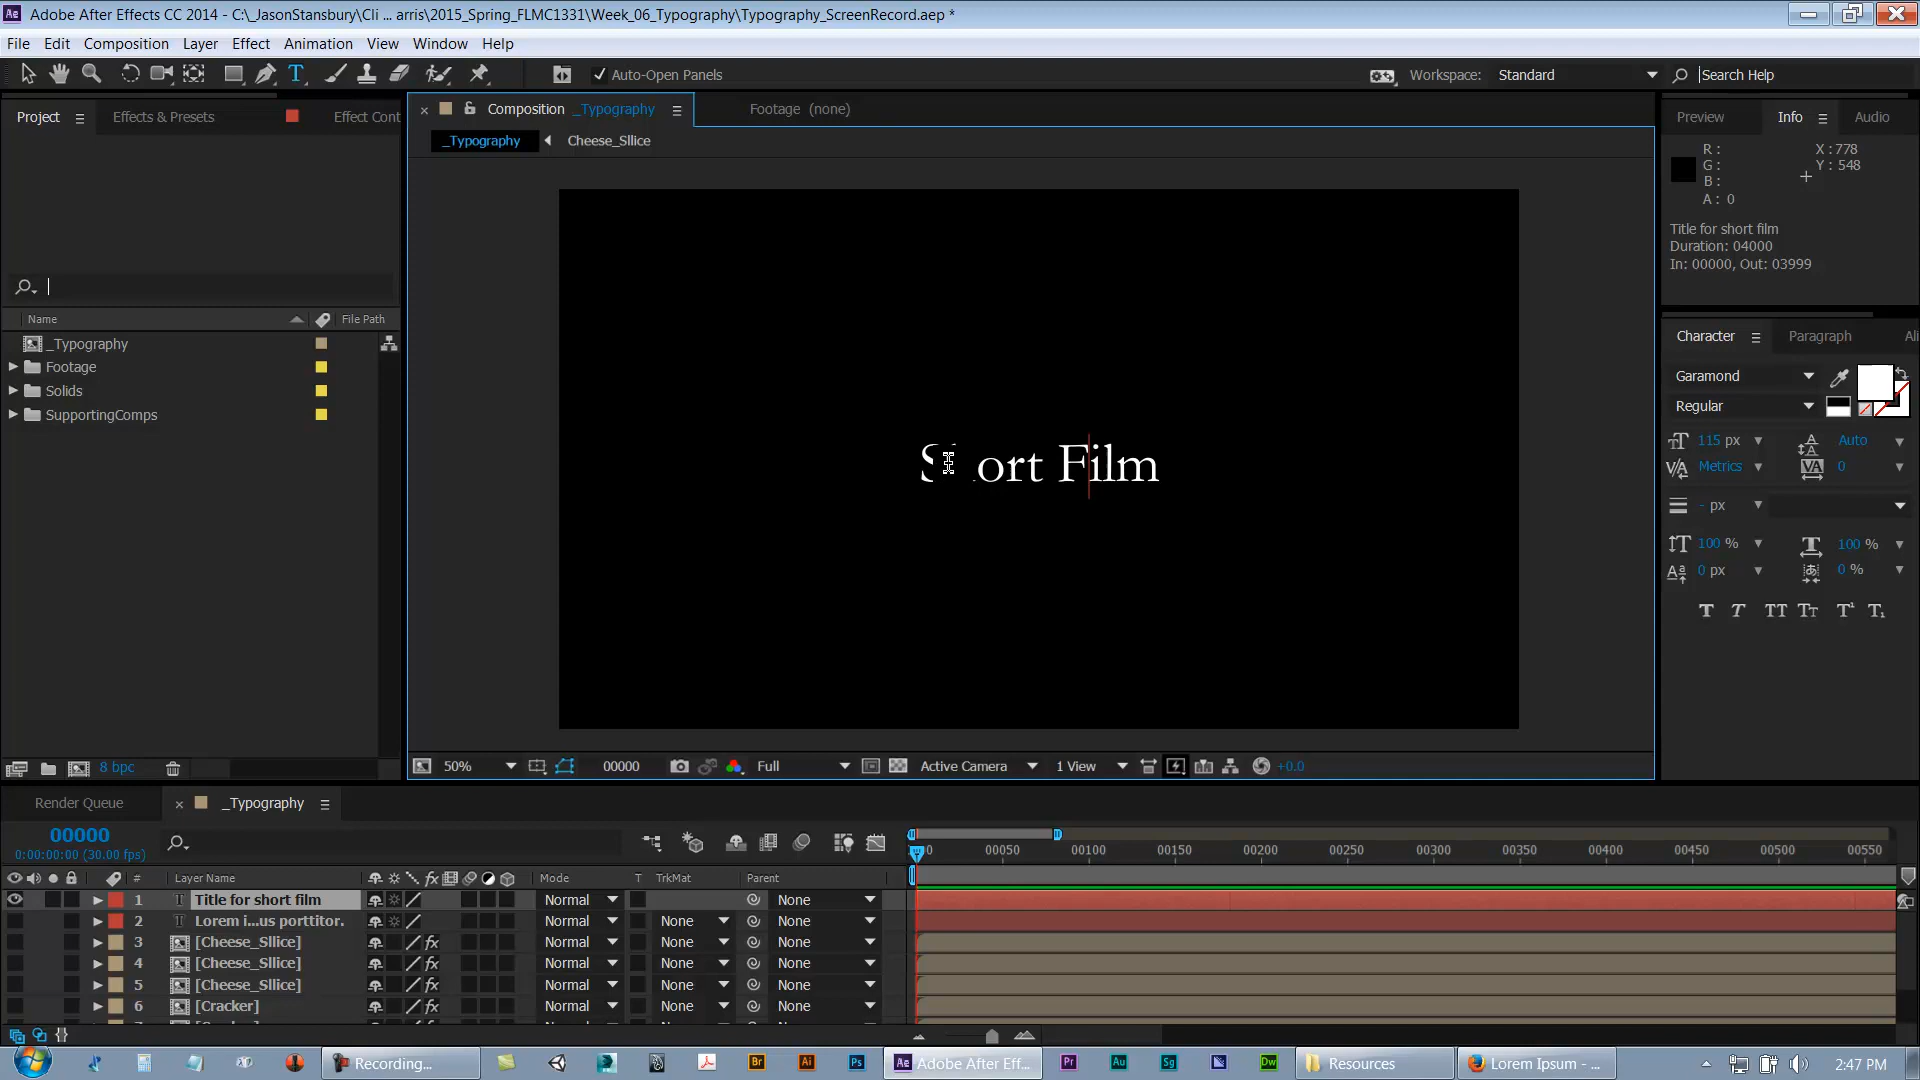 Adobe After Effects CC 2014 - C:\_JasonStansbury\Cli ... arris\2015_Spring_FLMC1331\Week_06_Typography\Typography_ScreenRecord.aep *
File Edit Composition Layer Effect Animation View Window Help
Auto-Open Panels Workspace: Standard Search Help
Project Effects & Presets Effect Cont
Composition _Typography Footage (none)
_Typography Cheese_Sllice
Preview Info Audio
R : X : 778
G : Y : 548
B :
A : 0
Title for short film
Duration: 04000
In: 00000, Out: 03999
Name File Path
_Typography
Footage
Solids
SupportingComps
Short Film
Character Paragraph Ali
Garamond
Regular
115 px Auto
Metrics 0
- px
100 % 100 %
0 px 0 %
8 bpc
50% 00000 Full Active Camera 1 View +0.0
Render Queue _Typography
00000
0:00:00:00 (30.00 fps)
00 00050 00100 00150 00200 00250 00300 00350 00400 00450 00500 00550
# Layer Name Mode T TrkMat Parent
1 Title for short film Normal None
2 Lorem i...us porttitor. Normal None None
3 [Cheese_Sllice] Normal None None
4 [Cheese_Sllice] Normal None None
5 [Cheese_Sllice] Normal None None
6 [Cracker] Normal None None
Recording... Adobe After Eff... Resources Lorem Ipsum - ... 2:47 PM